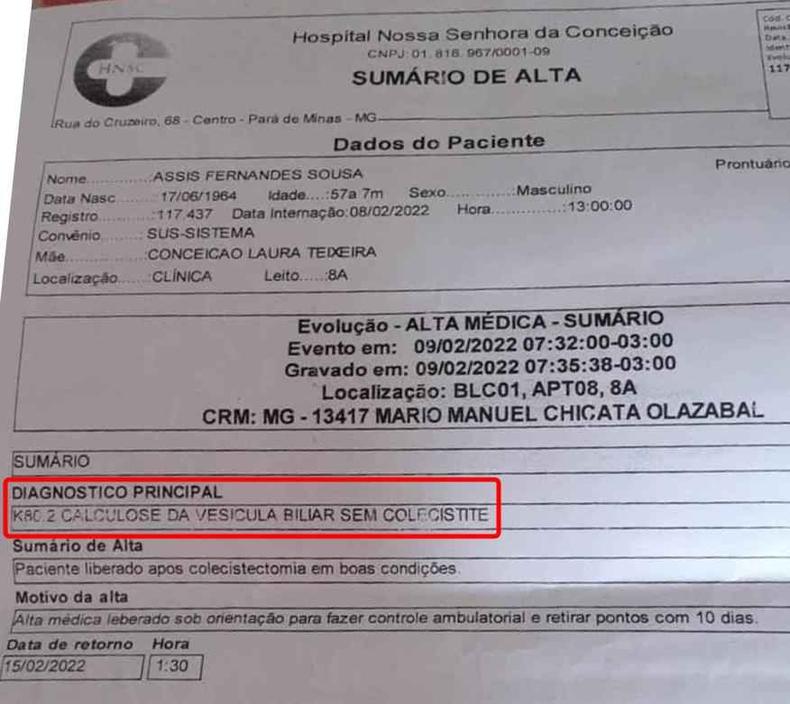 Hospital Nossa Senhora da Conceição
CNPJ: 01. 816. 967/0001-09
HNSC
SUMÁRIO DE ALTA
Rua do Cruzeiro, 68 - Centro - Pará de Minas - MG
117
Dados do Paciente
Prontuário
Nome...........:ASSIS FERNANDES SOUSA
Data Nasc......:17/06/1964 Idade....:57a 7m Sexo............:Masculino
Registro.......:117.437 Data Internação:08/02/2022 Hora.............:13:00:00
Convênio.......: SUS-SISTEMA
Mãe............:CONCEICAO LAURA TEIXEIRA
Localização....:CLÍNICA Leito.....:8A
Evolução - ALTA MÉDICA - SUMÁRIO
Evento em: 09/02/2022 07:32:00-03:00
Gravado em: 09/02/2022 07:35:38-03:00
Localização: BLC01, APT08, 8A
CRM: MG - 13417 MARIO MANUEL CHICATA OLAZABAL
SUMÁRIO
DIAGNOSTICO PRINCIPAL
K80.2 CALCULOSE DA VESICULA BILIAR SEM COLECISTITE
Sumário de Alta
Paciente liberado apos colecistectomia em boas condições.
Motivo da alta
Alta médica leberado sob orientação para fazer controle ambulatorial e retirar pontos com 10 dias.
Data de retorno Hora
15/02/2022 1:30